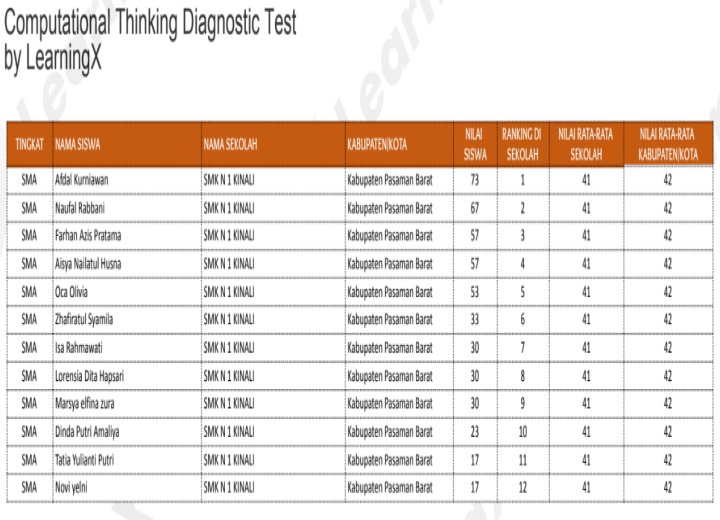 Computational Thinking Diagnostic Test
by LearningX
TINGKAT NAMA SISWA NAMA SEKOLAH KABUPATEN/KOTA NILAI SISWA RANKING DI SEKOLAH NILAI RATA-RATA SEKOLAH NILAI RATA-RATA KABUPATEN/KOTA
SMA Afdal Kurniawan SMK N 1 KINALI Kabupaten Pasaman Barat 73 1 41 42
SMA Naufal Rabbani SMK N 1 KINALI Kabupaten Pasaman Barat 67 2 41 42
SMA Farhan Azis Pratama SMK N 1 KINALI Kabupaten Pasaman Barat 57 3 41 42
SMA Aisya Nailatul Husna SMK N 1 KINALI Kabupaten Pasaman Barat 57 4 41 42
SMA Oca Olivia SMK N 1 KINALI Kabupaten Pasaman Barat 53 5 41 42
SMA Zhafiratul Syamila SMK N 1 KINALI Kabupaten Pasaman Barat 33 6 41 42
SMA Isa Rahmawati SMK N 1 KINALI Kabupaten Pasaman Barat 30 7 41 42
SMA Lorensia Dita Hapsari SMK N 1 KINALI Kabupaten Pasaman Barat 30 8 41 42
SMA Marsya elfina zura SMK N 1 KINALI Kabupaten Pasaman Barat 30 9 41 42
SMA Dinda Putri Amaliya SMK N 1 KINALI Kabupaten Pasaman Barat 23 10 41 42
SMA Tatia Yulianti Putri SMK N 1 KINALI Kabupaten Pasaman Barat 17 11 41 42
SMA Novi yelni SMK N 1 KINALI Kabupaten Pasaman Barat 17 12 41 42